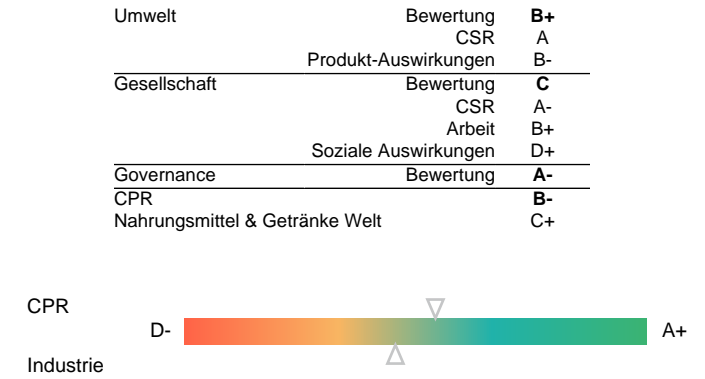 Umwelt Bewertung B+
CSR A
Produkt-Auswirkungen B-
Gesellschaft Bewertung C
CSR A-
Arbeit B+
Soziale Auswirkungen D+
Governance Bewertung A-
CPR B-
Nahrungsmittel & Getränke Welt C+
CPR
D- A+
Industrie